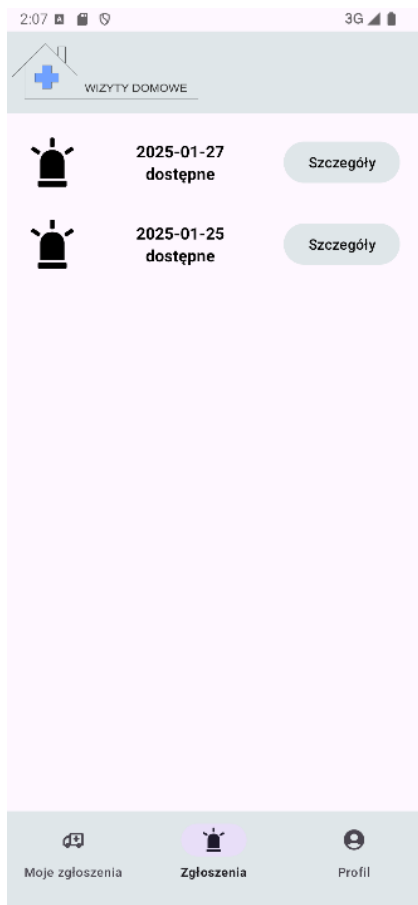 2:07
3G
WIZYTY DOMOWE
2025-01-27
dostępne
Szczegóły
2025-01-25
dostępne
Szczegóły
Moje zgłoszenia
Zgłoszenia
Profil